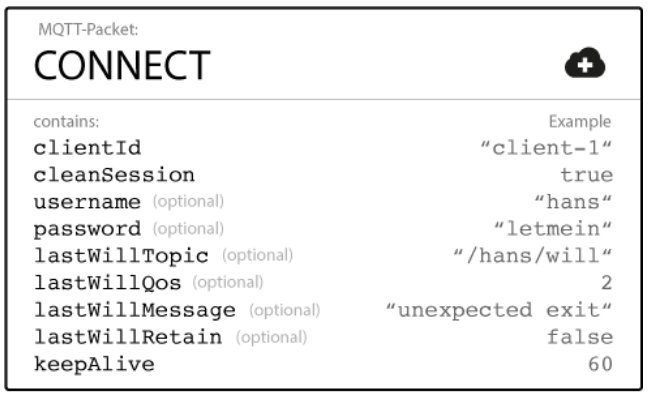 MQTT-Packet:
CONNECT
contains: Example
clientId “client-1“
cleanSession true
username (optional) “hans“
password (optional) “letmein“
lastWillTopic (optional) “/hans/will“
lastWillQos (optional) 2
lastWillMessage (optional) “unexpected exit“
lastWillRetain (optional) false
keepAlive 60